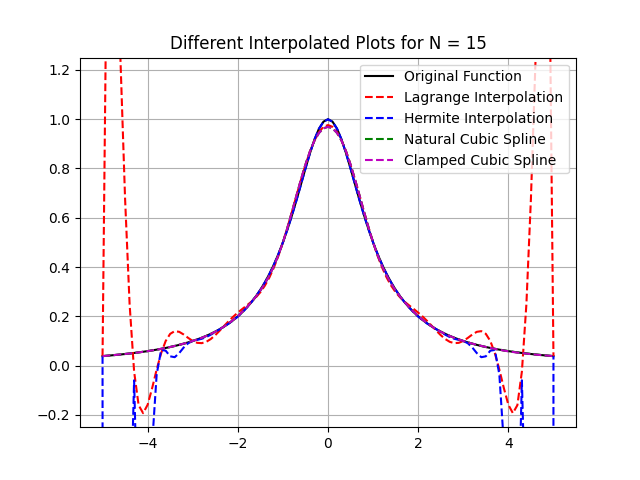 Different Interpolated Plots for N = 15
Original Function
Lagrange Interpolation
Hermite Interpolation
Natural Cubic Spline
Clamped Cubic Spline
1.2
1.0
0.8
0.6
0.4
0.2
0.0
−0.2
−4 −2 0 2 4